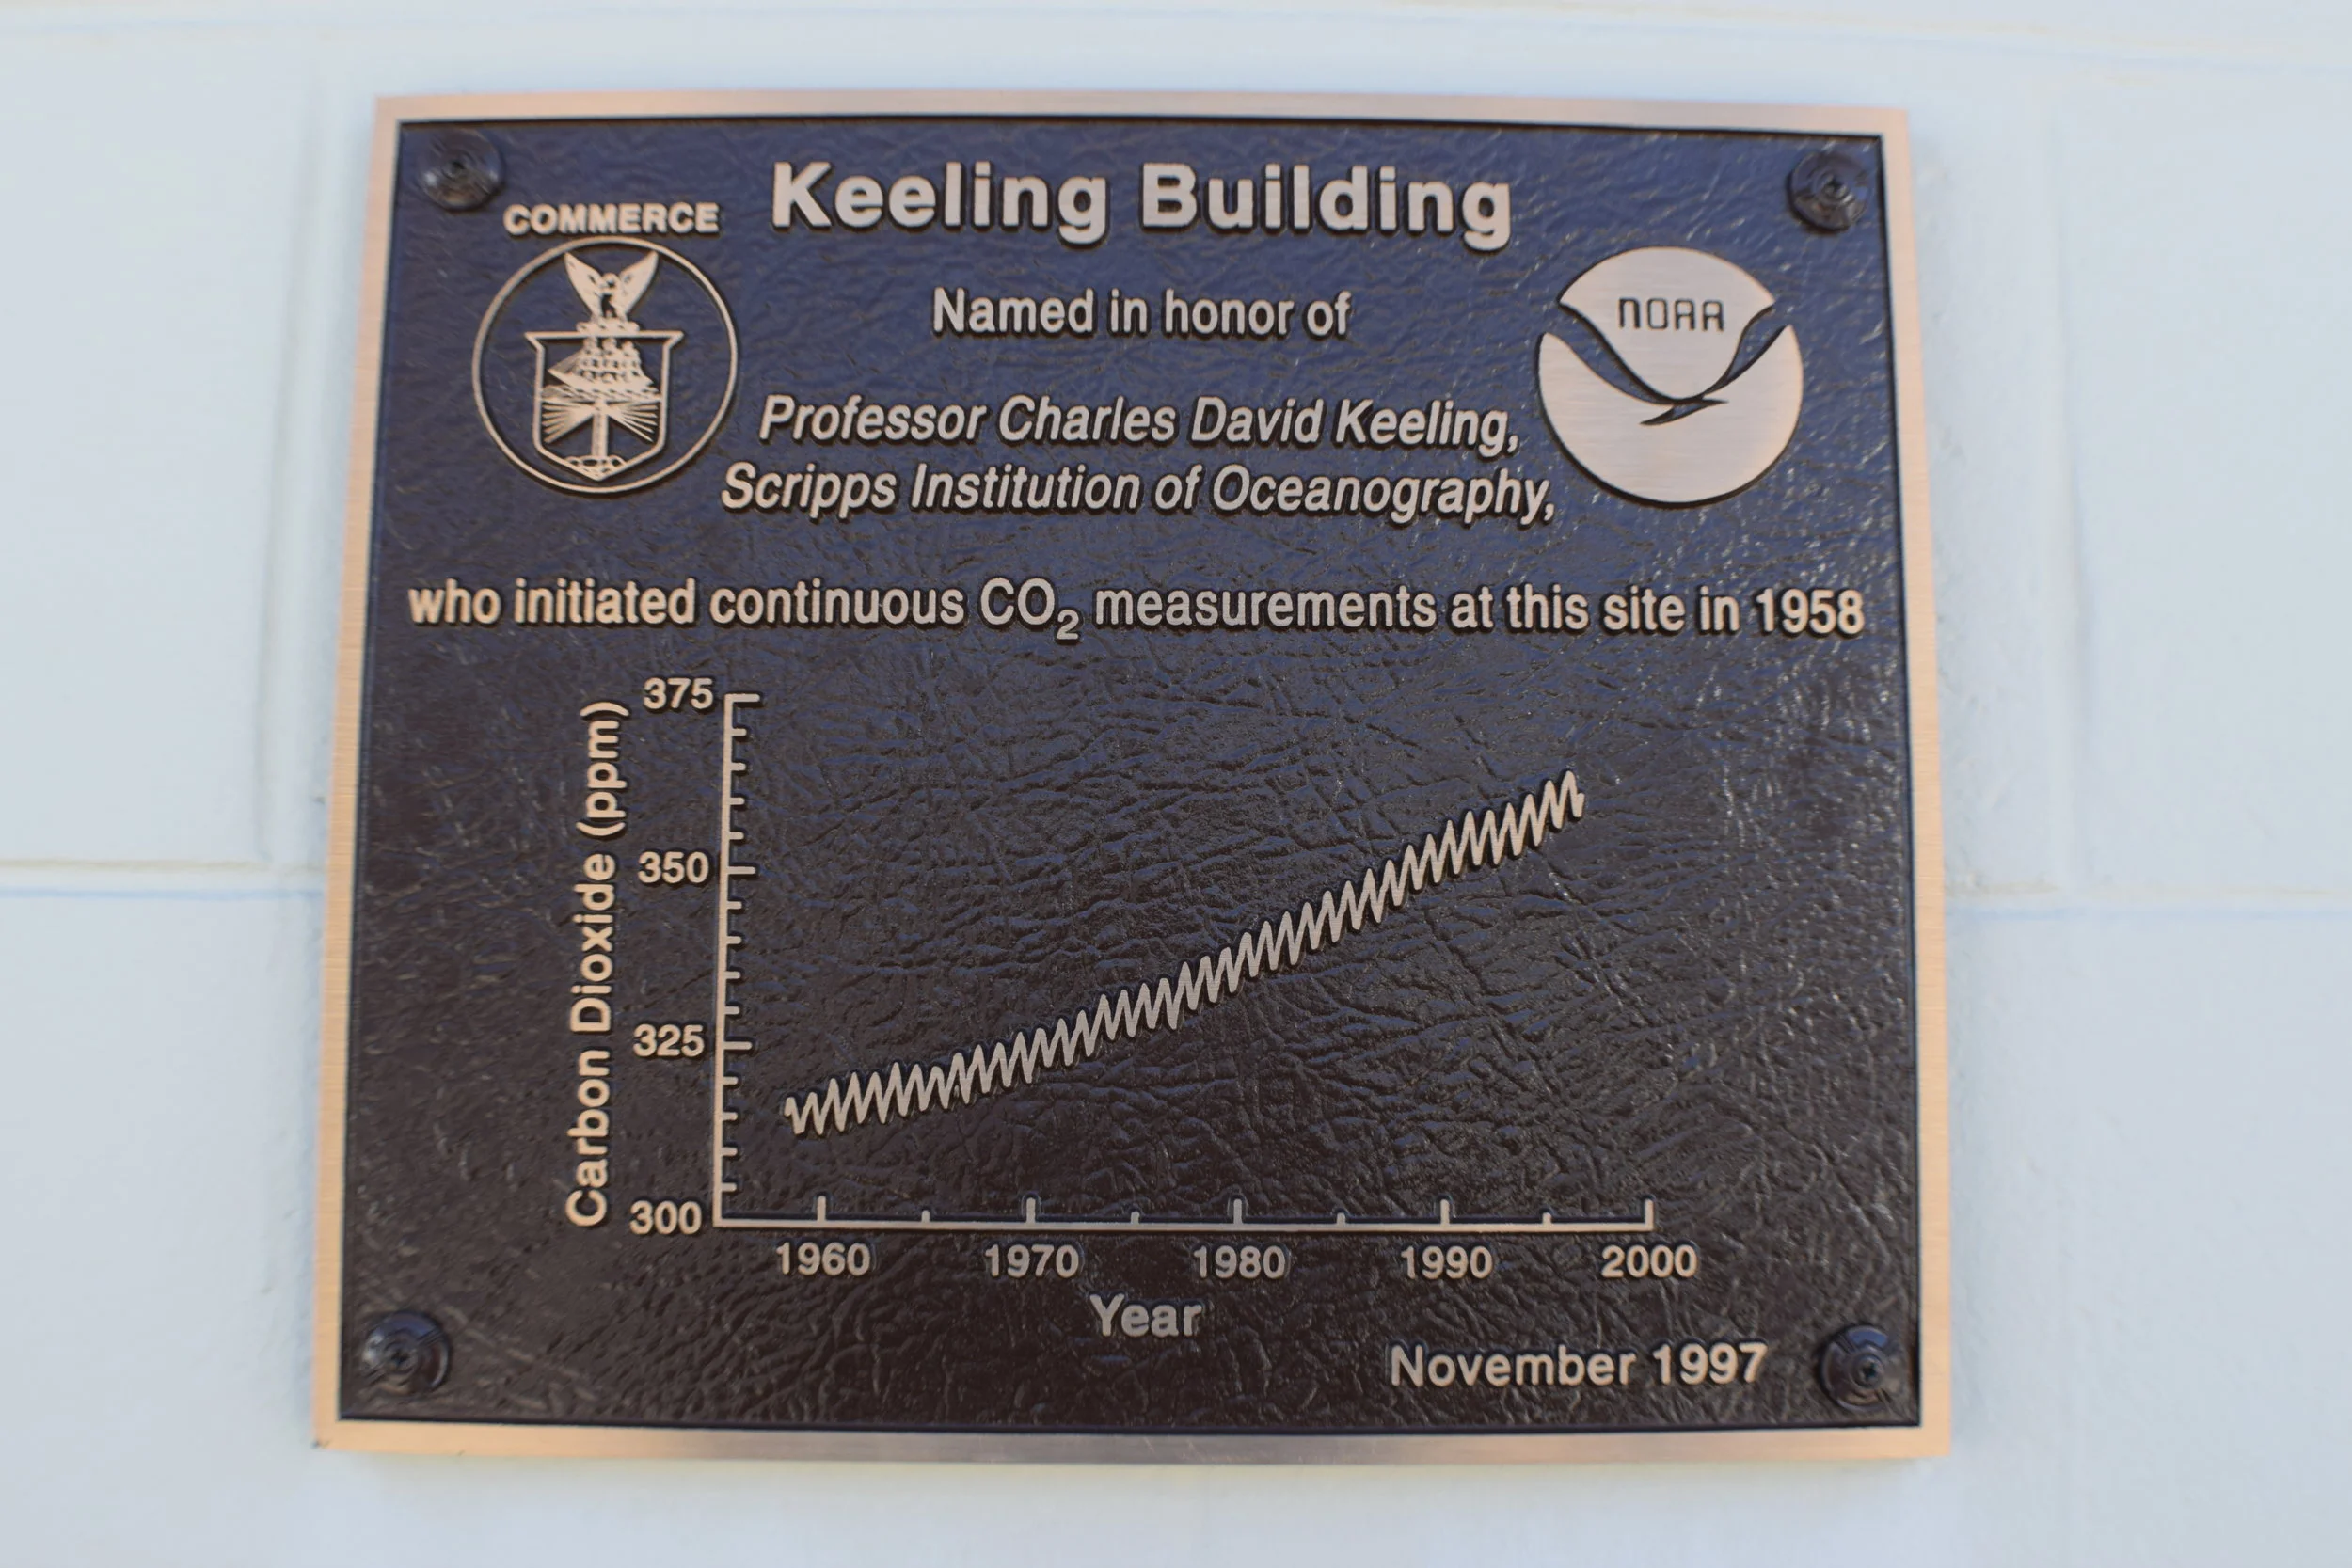 Keeling Building
COMMERCE
NOAA
Named in honor of
Professor Charles David Keeling,
Scripps Institution of Oceanography,
who initiated continuous CO₂ measurements at this site in 1958
Carbon Dioxide (ppm)
375
350
325
300
1960 1970 1980 1990 2000
Year
November 1997